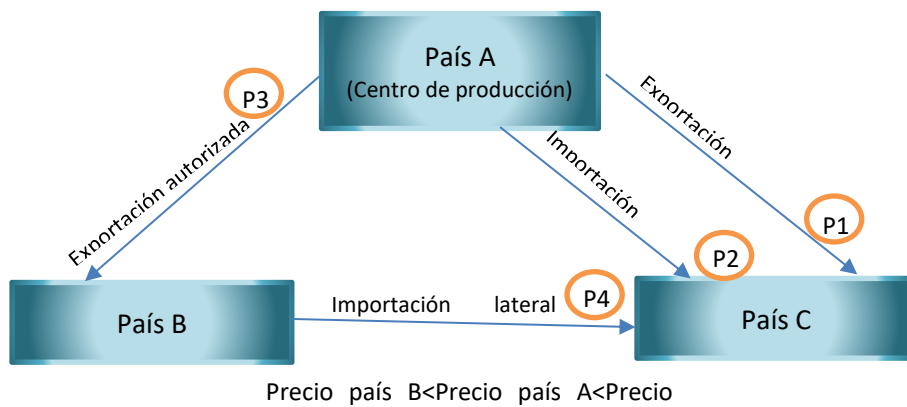 País A
(Centro de producción)
P3
Exportación autorizada
Exportación
Importación
P1
P2
País B
Importación lateral
P4
País C
Precio país B<Precio país A<Precio